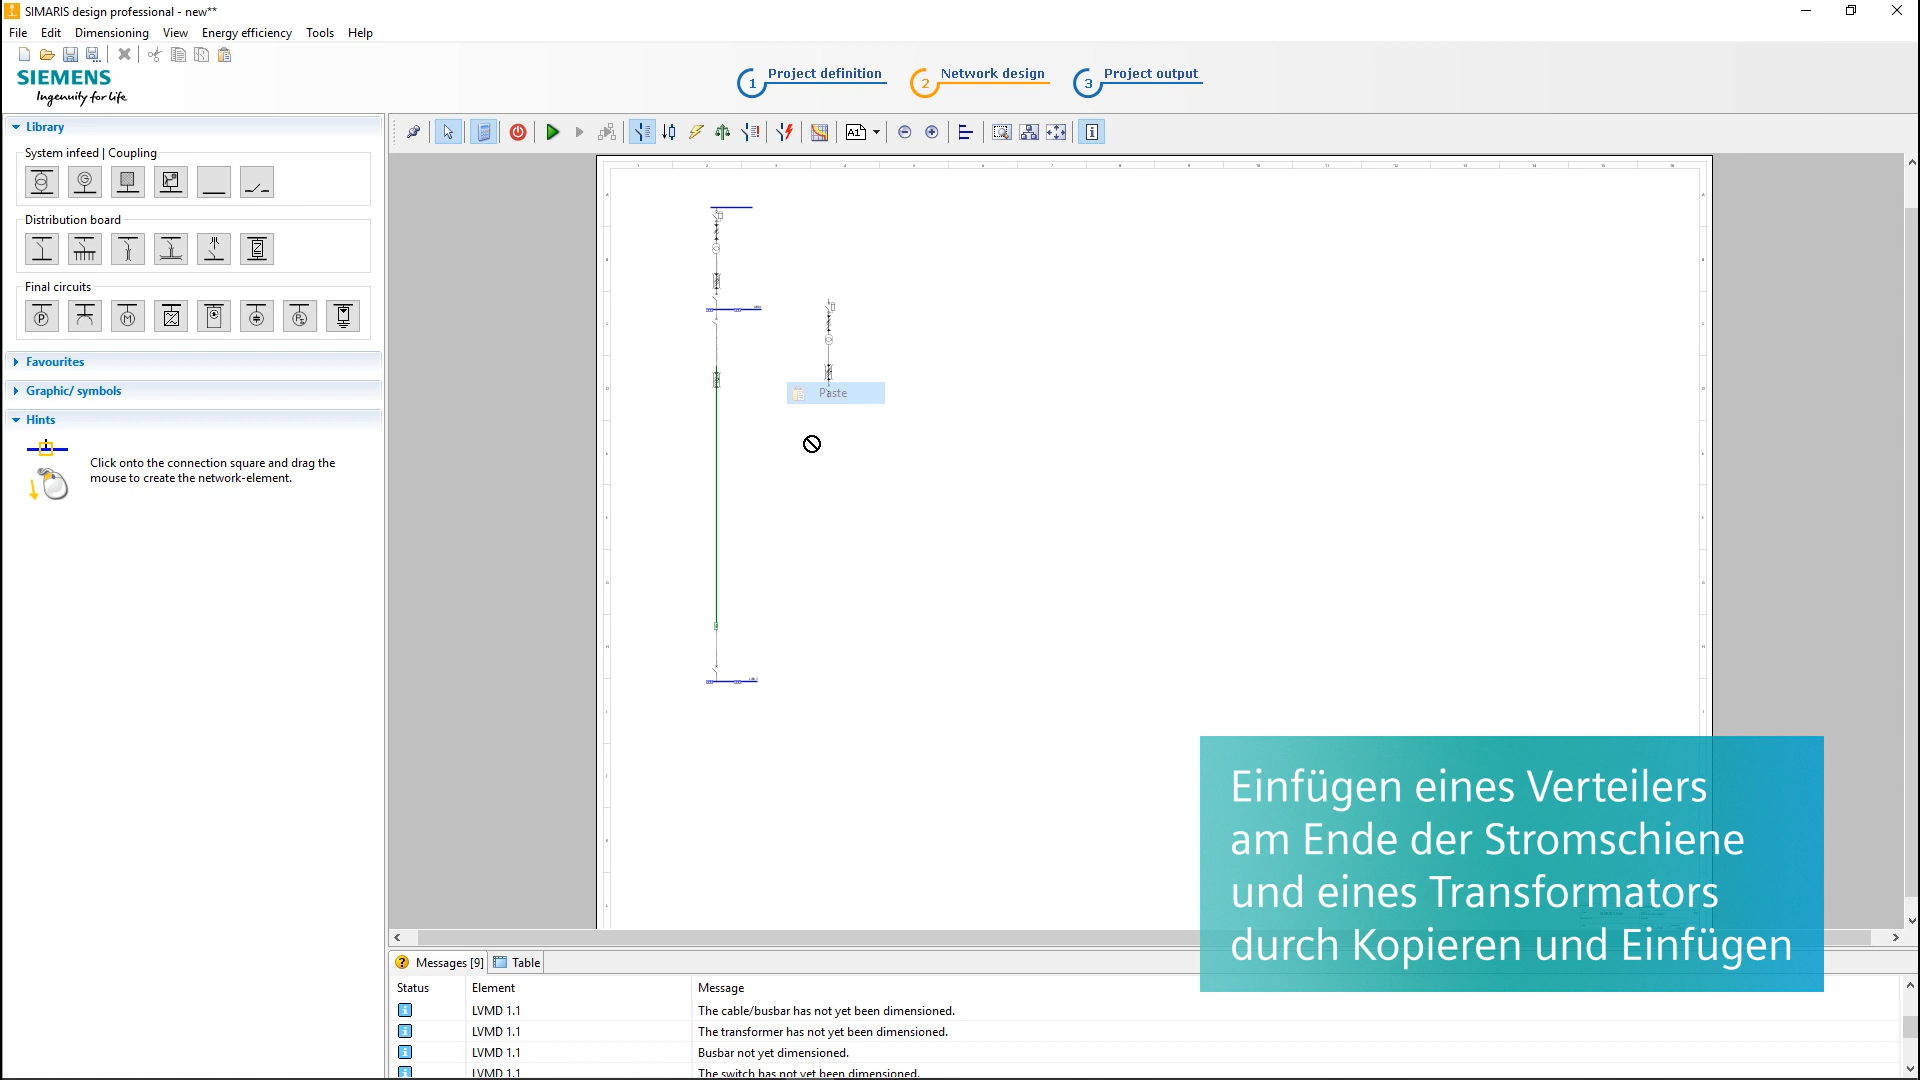 SIMARIS design professional - new**
File Edit Dimensioning View Energy efficiency Tools Help
SIEMENS
Ingenuity for life
1 Project definition
2 Network design
3 Project output
Library
System infeed | Coupling
Distribution board
Final circuits
Favourites
Graphic/ symbols
Hints
Click onto the connection square and drag the
mouse to create the network-element.
A1
Paste
Einfügen eines Verteilers
am Ende der Stromschiene
und eines Transformators
durch Kopieren und Einfügen
Messages [9] Table
Status Element Message
LVMD 1.1 The cable/busbar has not yet been dimensioned.
LVMD 1.1 The transformer has not yet been dimensioned.
LVMD 1.1 Busbar not yet dimensioned.
LVMD 1.1 The switch has not yet been dimensioned.